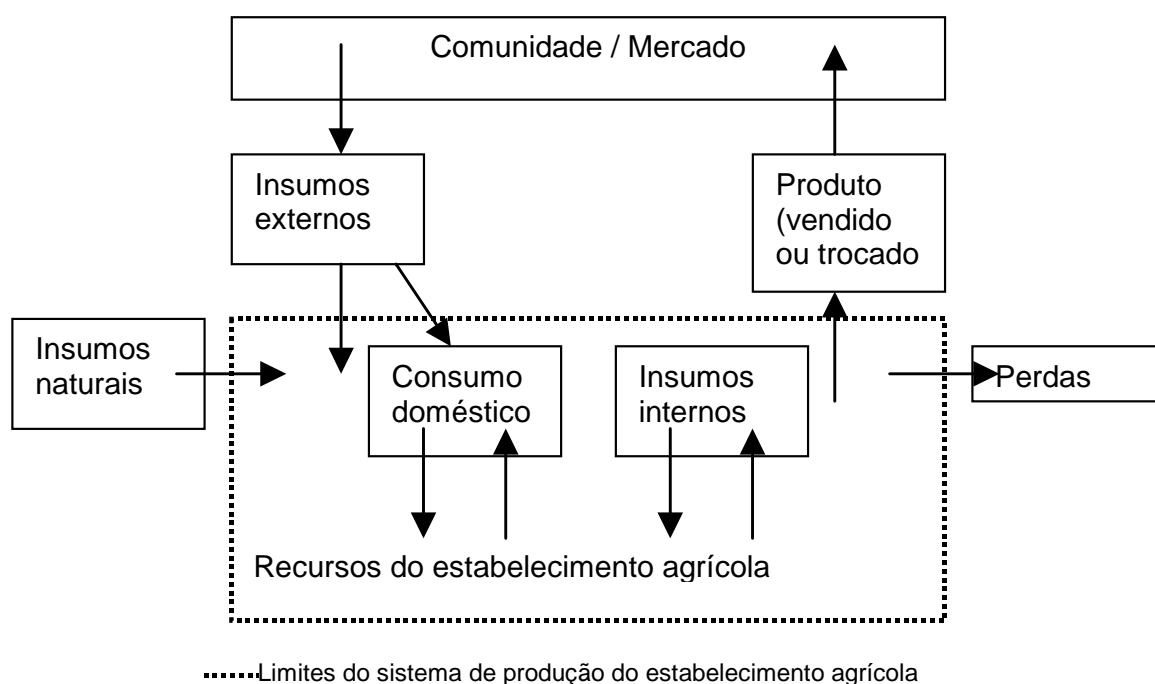 Comunidade / Mercado
Insumos
externos
Produto
(vendido
ou trocado
Insumos
naturais
Consumo
doméstico
Insumos
internos
Perdas
Recursos do estabelecimento agrícola
Limites do sistema de produção do estabelecimento agrícola